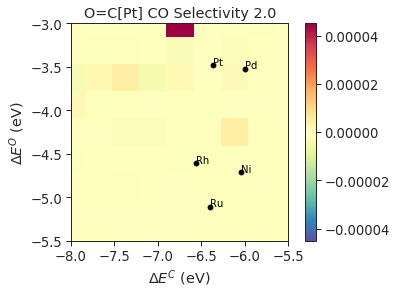 O=C[Pt] CO Selectivity 2.0
−3.0
−3.5
−4.0
−4.5
−5.0
−5.5
ΔE^O (eV)
Pt
Pd
Rh
Ni
Ru
−8.0 −7.5 −7.0 −6.5 −6.0 −5.5
ΔE^C (eV)
0.00004
0.00002
0.00000
−0.00002
−0.00004